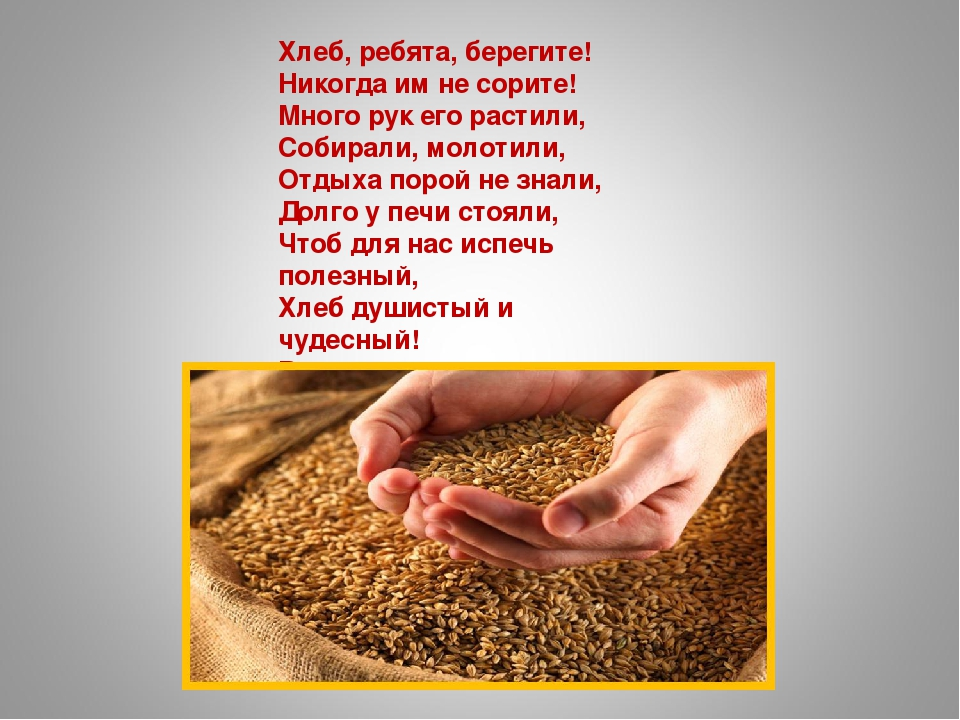 Хлеб, ребята, берегите!
Никогда им не сорите!
Много рук его растили,
Собирали, молотили,
Отдыха порой не знали,
Долго у печи стояли,
Чтоб для нас испечь
полезный,
Хлеб душистый и
чудесный!